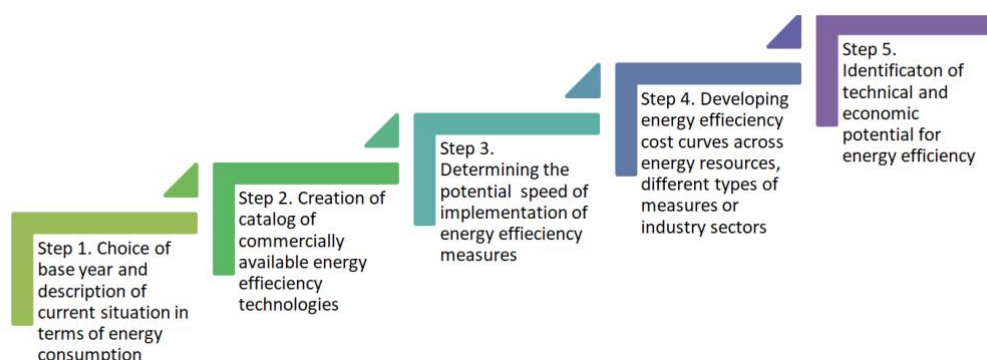 Step 1. Choice of
base year and
description of
current situation in
terms of energy
consumption
Step 2. Creation of
catalog of
commercially
available energy
effieciency
technologies
Step 3.
Determining the
potential speed of
implementation of
energy effieciency
measures
Step 4. Developing
energy effieciency
cost curves across
energy resources,
different types of
measures or
industry sectors
Step 5.
Identificaton of
technical and
economic
potential for
energy efficiency